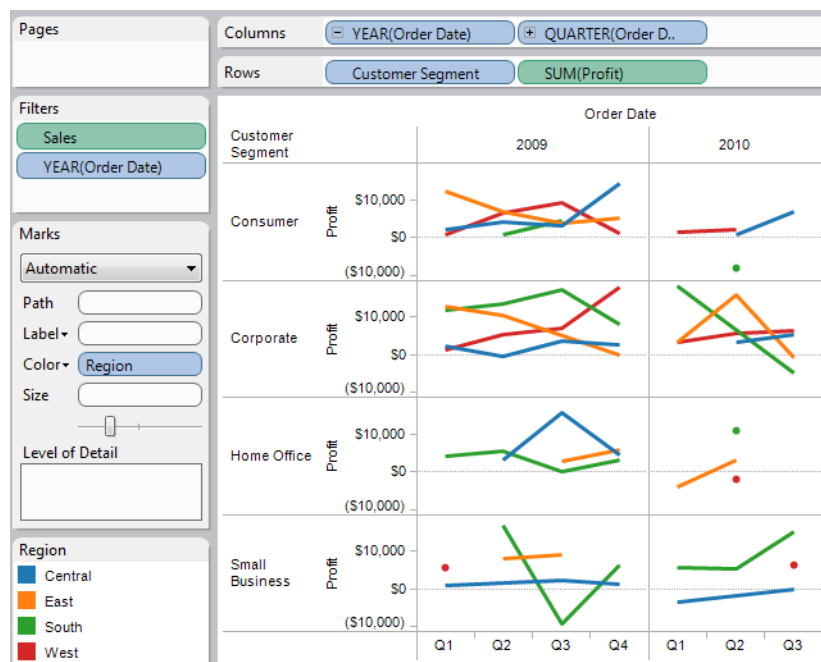 Pages
Columns
YEAR(Order Date)
QUARTER(Order D..
Rows
Customer Segment
SUM(Profit)
Filters
Sales
YEAR(Order Date)
Marks
Automatic
Path
Label
Color
Region
Size
Level of Detail
Region
Central
East
South
West
Order Date
Customer
Segment
2009
2010
Consumer
Profit
$10,000
$0
($10,000)
Corporate
Profit
$10,000
$0
($10,000)
Home Office
Profit
$10,000
$0
($10,000)
Small
Business
Profit
$10,000
$0
($10,000)
Q1 Q2 Q3 Q4 Q1 Q2 Q3